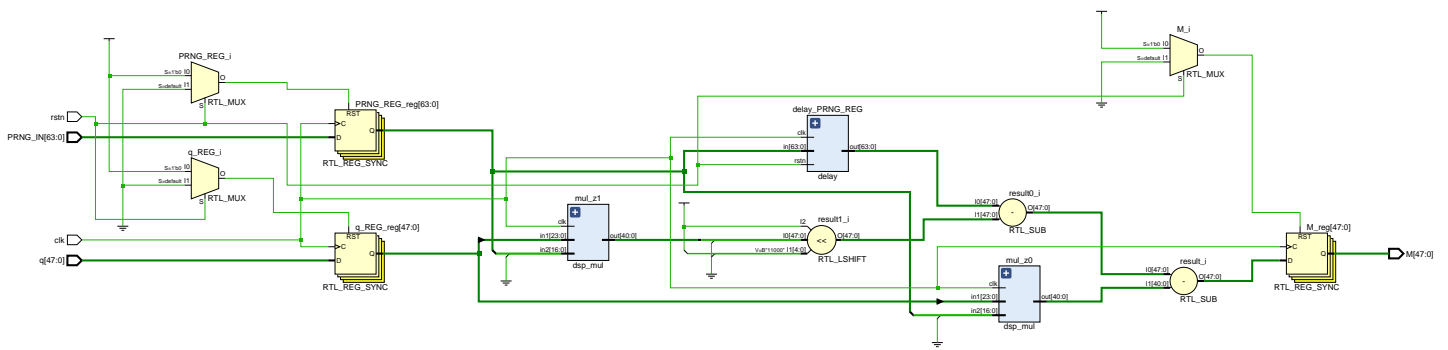 PRNG_REG_i
S=1'b0 I0
S=default I1
O
S
RTL_MUX
rstn
PRNG_IN[63:0]
PRNG_REG_reg[63:0]
RST
C
D
Q
RTL_REG_SYNC
q_REG_i
S=1'b0 I0
S=default I1
O
S
RTL_MUX
clk
q[47:0]
q_REG_reg[47:0]
RST
C
D
Q
RTL_REG_SYNC
mul_z1
clk
in1[23:0]
in2[16:0]
out[40:0]
dsp_mul
delay_PRNG_REG
clk
in[63:0]
rstn
out[63:0]
delay
result1_i
I2
I0[47:0]
V=B"11000" I1[4:0]
<<
O[47:0]
RTL_LSHIFT
result0_i
I0[47:0]
I1[47:0]
-
O[47:0]
RTL_SUB
mul_z0
clk
in1[23:0]
in2[16:0]
out[40:0]
dsp_mul
M_i
S=1'b0 I0
S=default I1
O
S
RTL_MUX
result_i
I0[47:0]
I1[40:0]
-
O[47:0]
RTL_SUB
M_reg[47:0]
RST
C
D
Q
RTL_REG_SYNC
M[47:0]